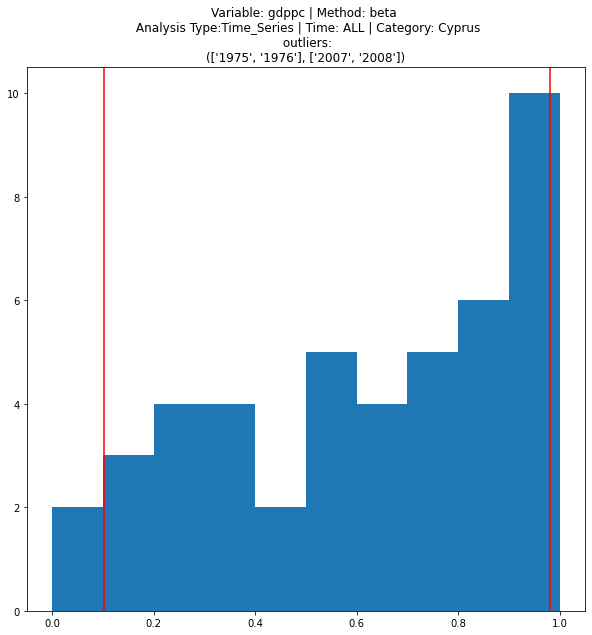 Variable: gdppc | Method: beta
Analysis Type:Time_Series | Time: ALL | Category: Cyprus
outliers:
(['1975', '1976'], ['2007', '2008'])
10
8
6
4
2
0
0.0 0.2 0.4 0.6 0.8 1.0